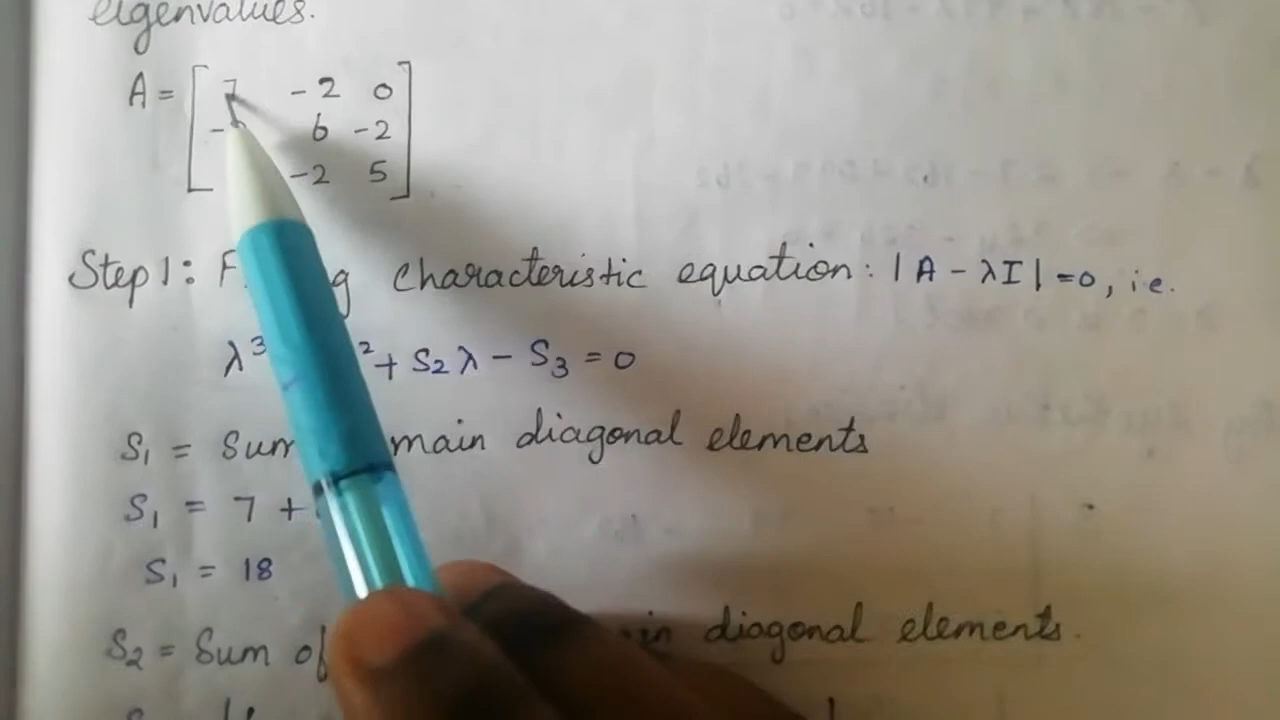 eigenvalues.
A = [ 7 -2 0
6 -2
-2 5 ]
Step 1: characteristic equation: |A - λI| = 0, i.e.
λ³ ² + S₂λ - S₃ = 0
S₁ = Sum main diagonal elements
S₁ = 7 +
S₁ = 18
S₂ = Sum of diagonal elements.